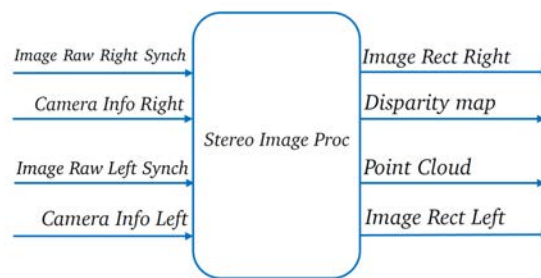 Image Raw Right Synch
Camera Info Right
Image Raw Left Synch
Camera Info Left
Stereo Image Proc
Image Rect Right
Disparity map
Point Cloud
Image Rect Left